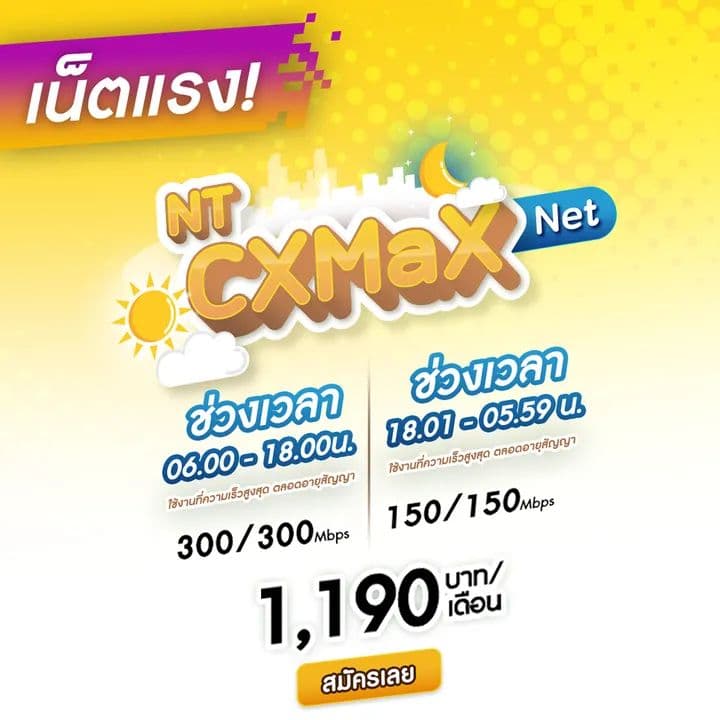 เน็ตแรง!
NT
CXMaX Net
ช่วงเวลา
06.00 - 18.00น.
ใช้งานที่ความเร็วสูงสุด ตลอดอายุสัญญา
300/300Mbps
ช่วงเวลา
18.01 - 05.59 น.
ใช้งานที่ความเร็วสูงสุด ตลอดอายุสัญญา
150/150Mbps
1,190 บาท/
เดือน
สมัครเลย